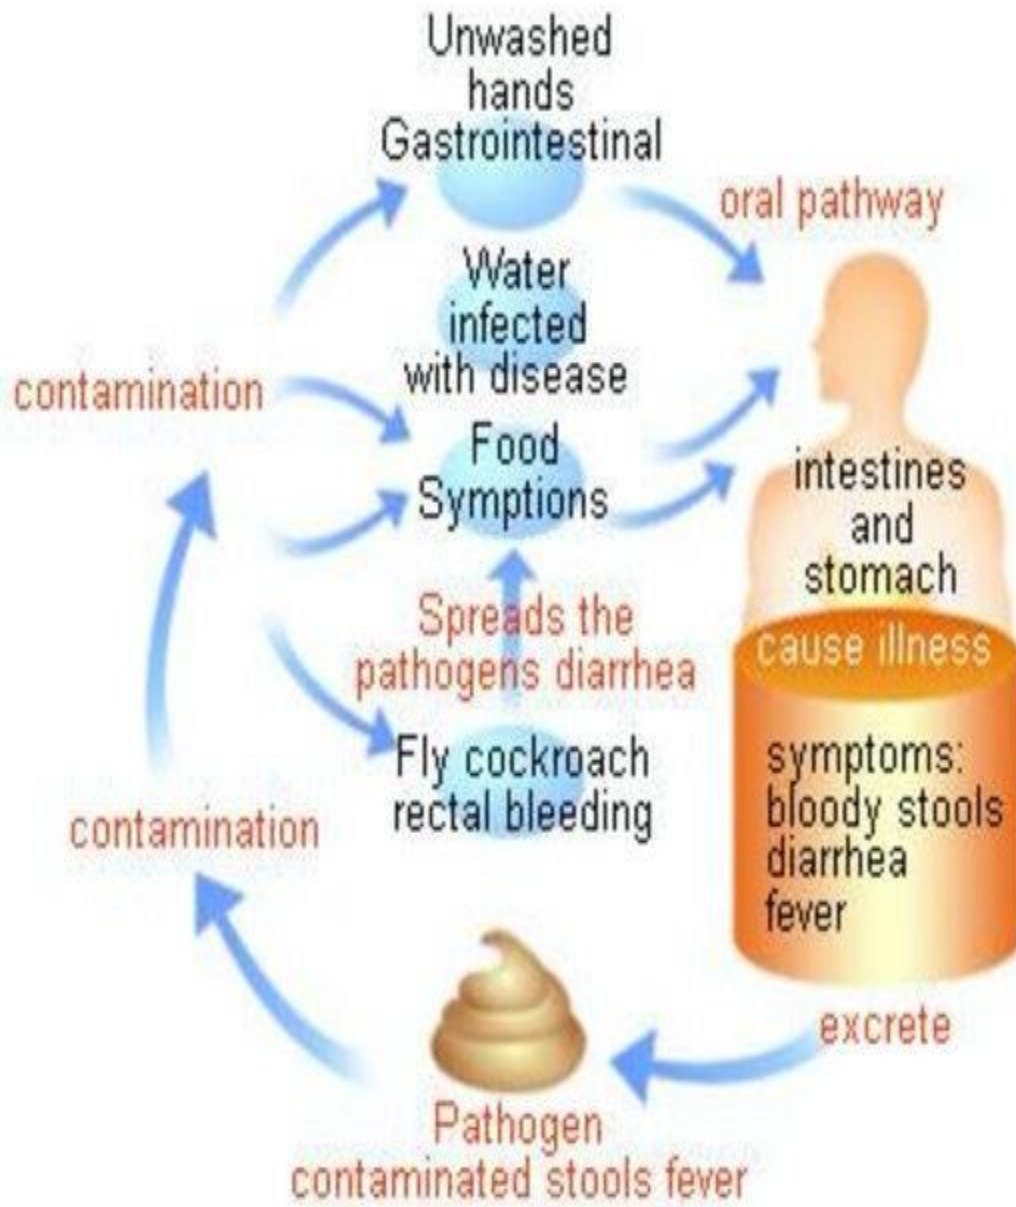 Unwashed
hands
Gastrointestinal
oral pathway
Water
infected
with disease
contamination
Food
Symptions
intestines
and
stomach
Spreads the
pathogens diarrhea
cause illness
Fly cockroach
rectal bleeding
symptoms:
bloody stools
diarrhea
fever
contamination
excrete
Pathogen
contaminated stools fever